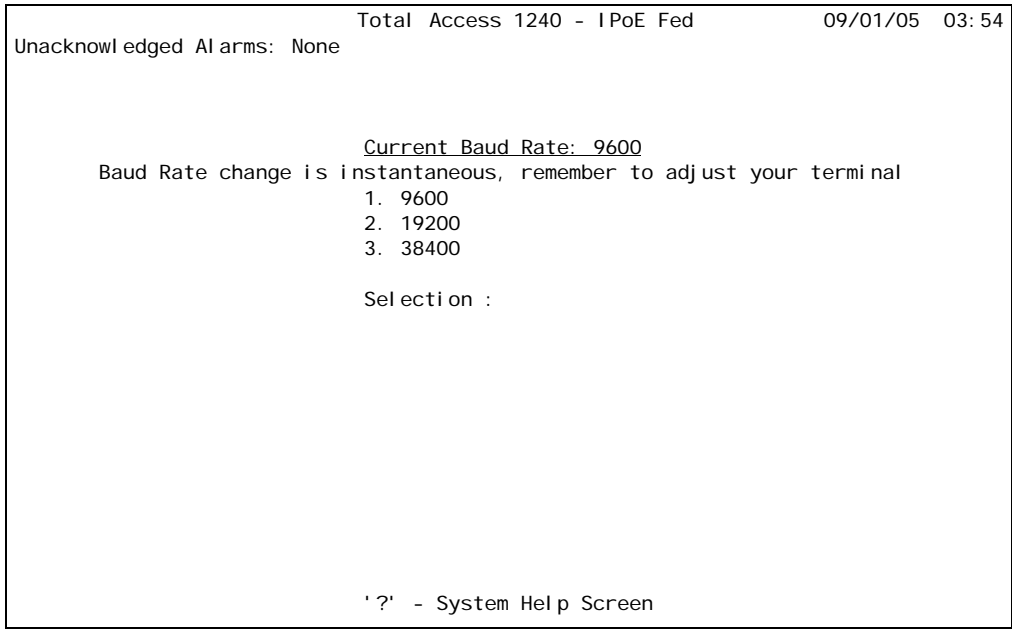 Total Access 1240 - IPoE Fed 09/01/05 03:54
Unacknowledged Alarms: None
Current Baud Rate: 9600
Baud Rate change is instantaneous, remember to adjust your terminal
1. 9600
2. 19200
3. 38400
Selection :
'?' - System Help Screen